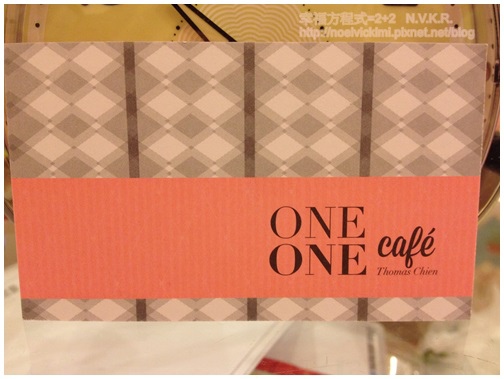 幸福方程式=2+2 N.V.K.R.
http://noelvickimi.pixnet.net/blog
ONE
ONE café
Thomas Chien